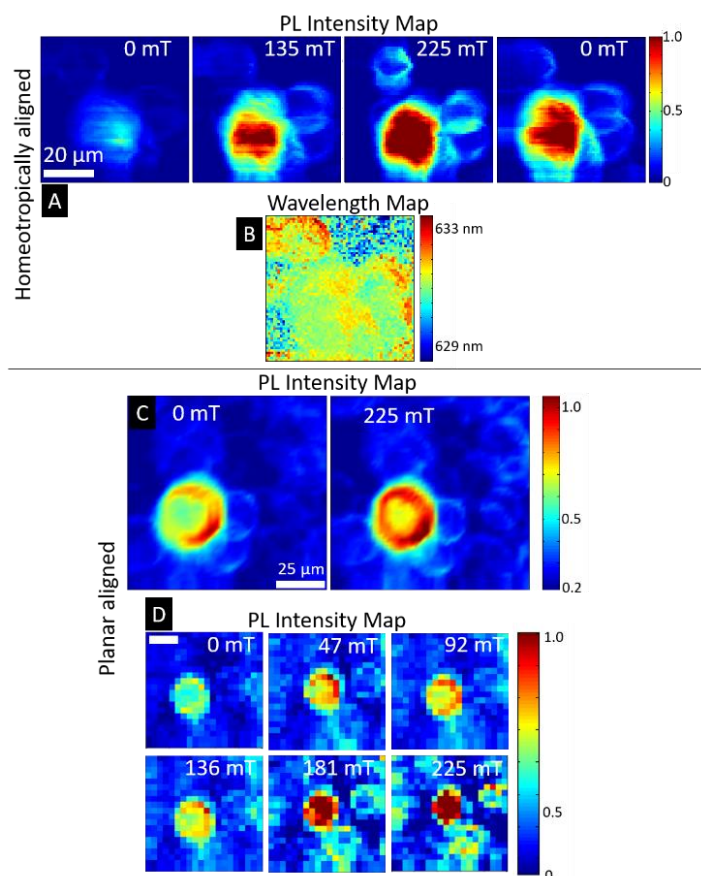 PL Intensity Map
Homeotropically aligned
0 mT 135 mT 225 mT 0 mT
1.0
0.5
0
20 µm
A
Wavelength Map
B
633 nm
629 nm
PL Intensity Map
Planar aligned
C
0 mT 225 mT
1.0
0.5
0.2
25 µm
D
PL Intensity Map
0 mT 47 mT 92 mT
1.0
136 mT 181 mT 225 mT
0.5
0